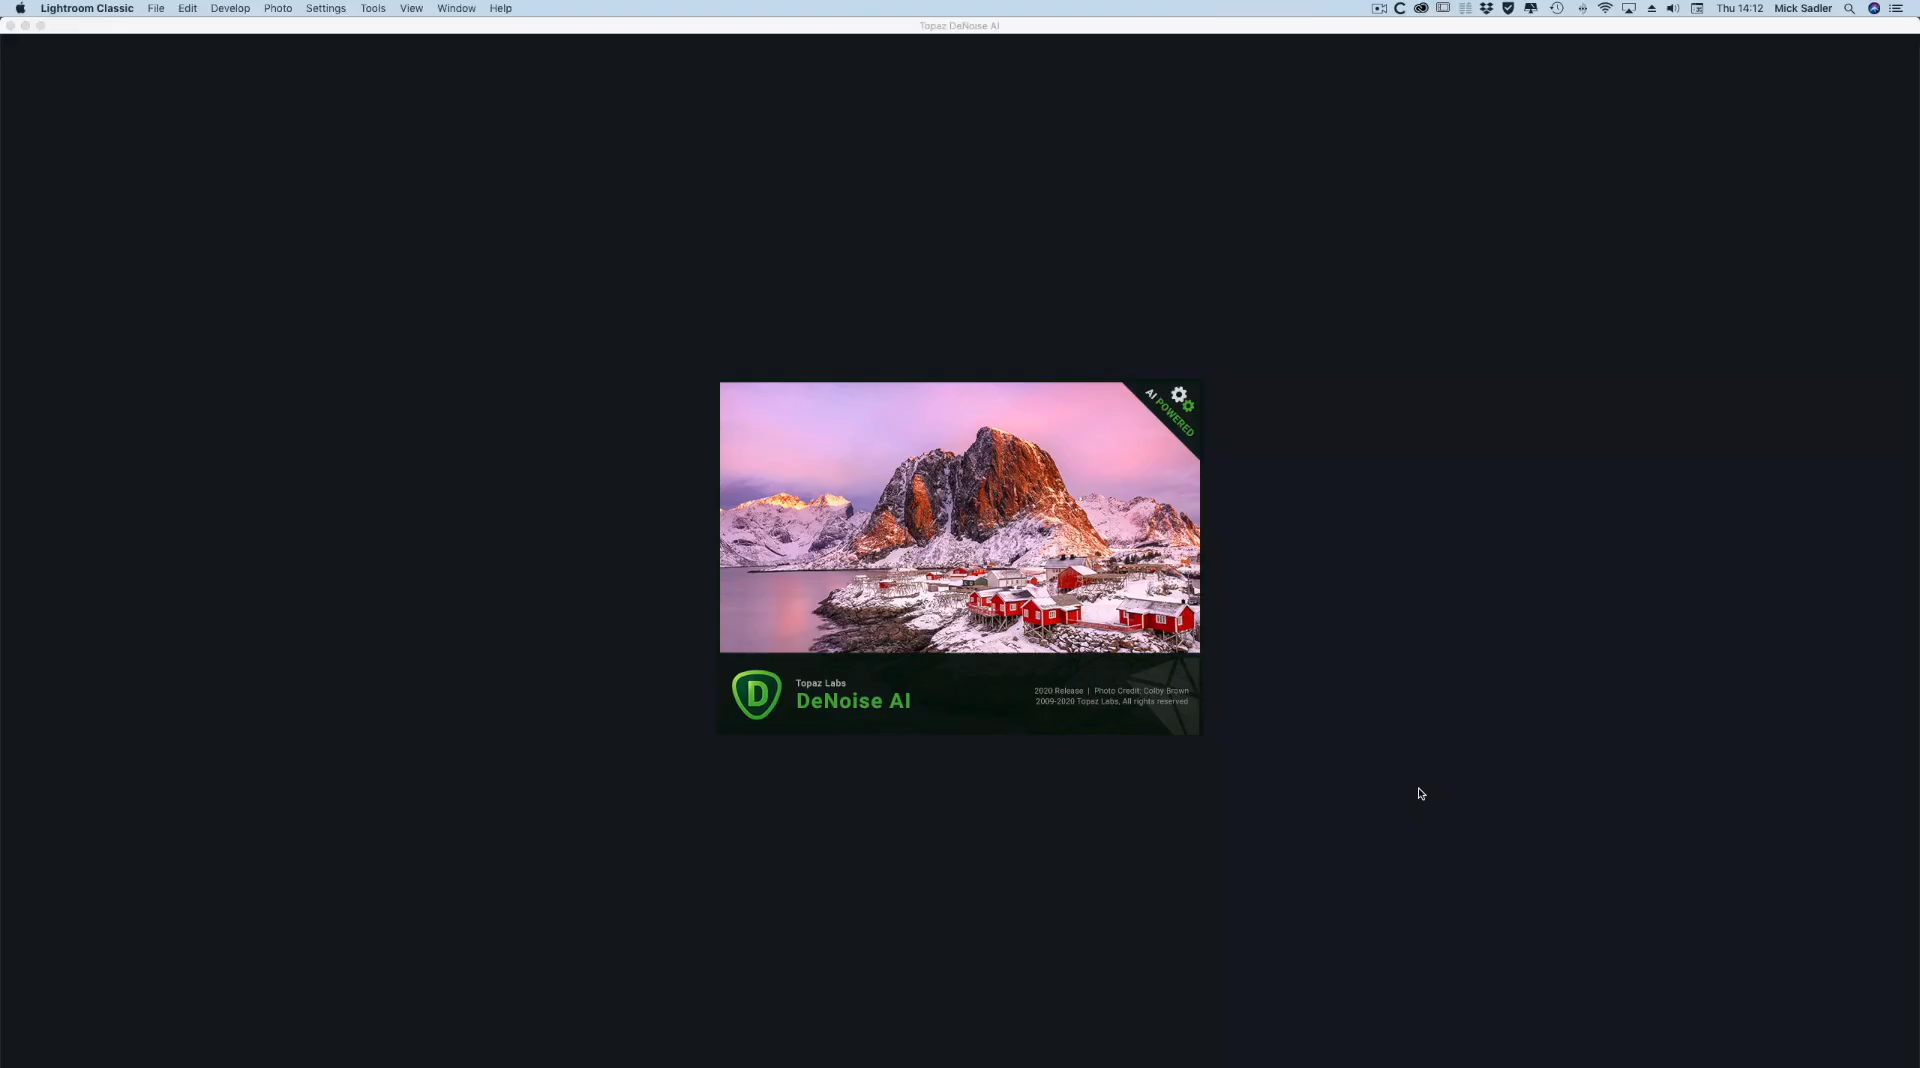 Lightroom Classic File Edit Develop Photo Settings Tools View Window Help Thu 14:12 Mick Sadler
Topaz DeNoise AI
AI POWERED
Topaz Labs
DeNoise AI
2020 Release | Photo Credit: Colby Brown
2009-2020 Topaz Labs, All rights reserved